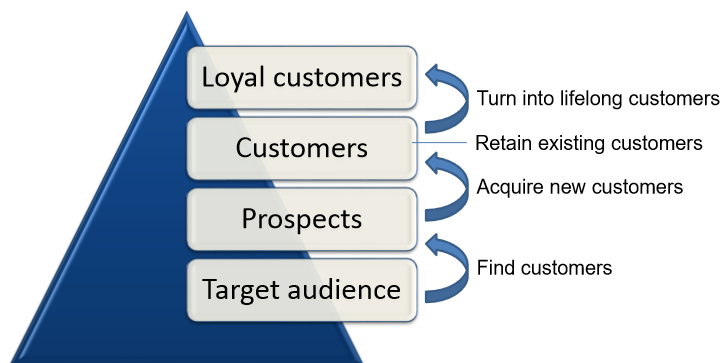 Loyal customers
Turn into lifelong customers
Customers
Retain existing customers
Acquire new customers
Prospects
Find customers
Target audience